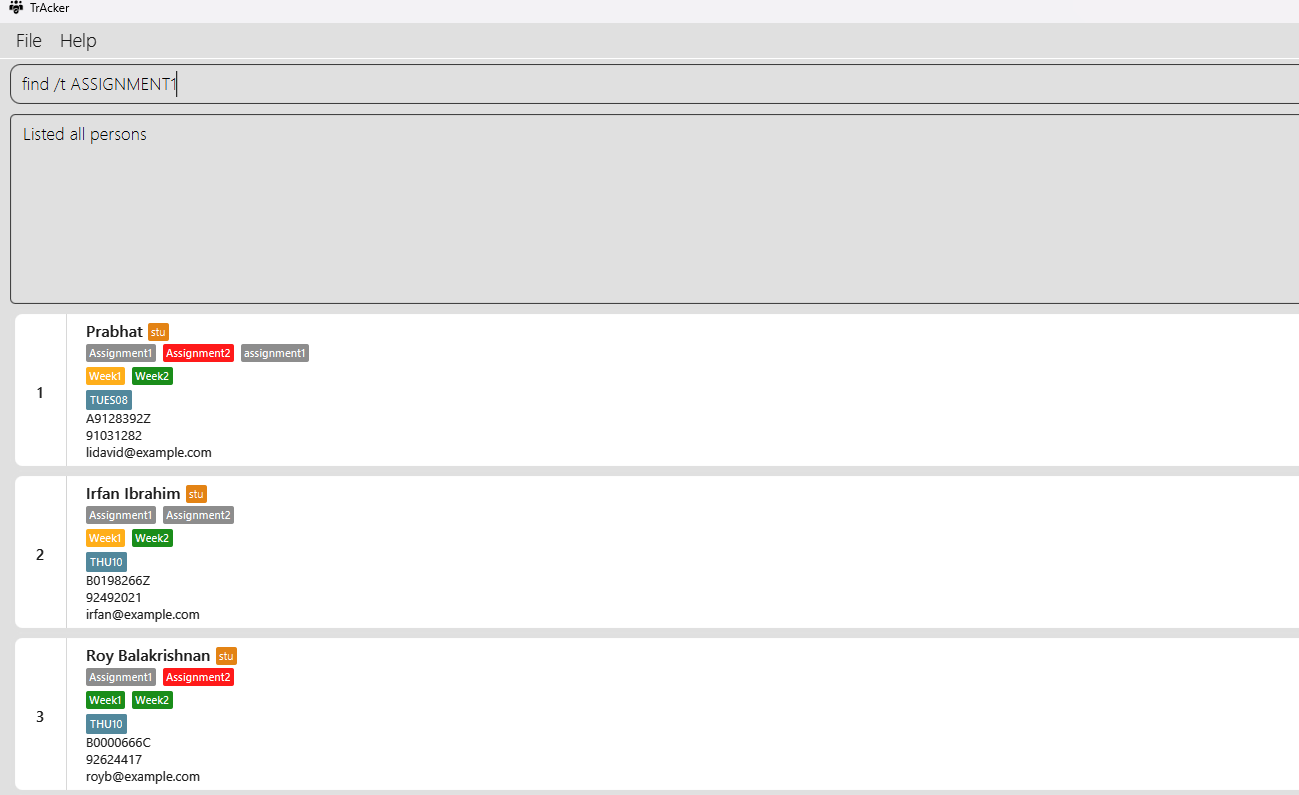 TrAcker
File Help
find /t ASSIGNMENT1
Listed all persons
1
Prabhat stu
Assignment1 Assignment2 assignment1
Week1 Week2
TUES08
A9128392Z
91031282
lidavid@example.com
2
Irfan Ibrahim stu
Assignment1 Assignment2
Week1 Week2
THU10
B0198266Z
92492021
irfan@example.com
3
Roy Balakrishnan stu
Assignment1 Assignment2
Week1 Week2
THU10
B0000666C
92624417
royb@example.com